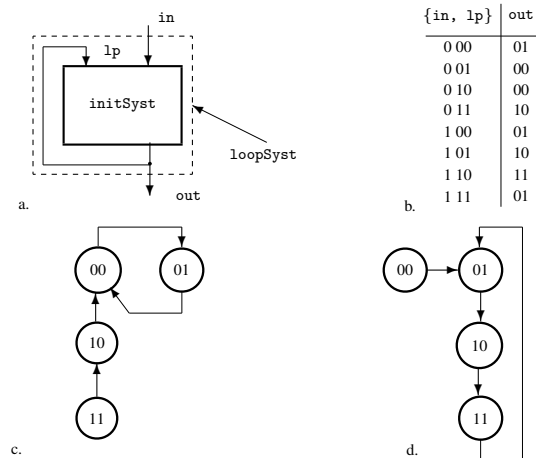 in
lp
initSyst
loopSyst
out
a.
{in, lp} out
0 00 01
0 01 00
0 10 00
0 11 10
1 00 01
1 01 10
1 10 11
1 11 01
b.
00 01
10
11
c.
00 01
10
11
d.